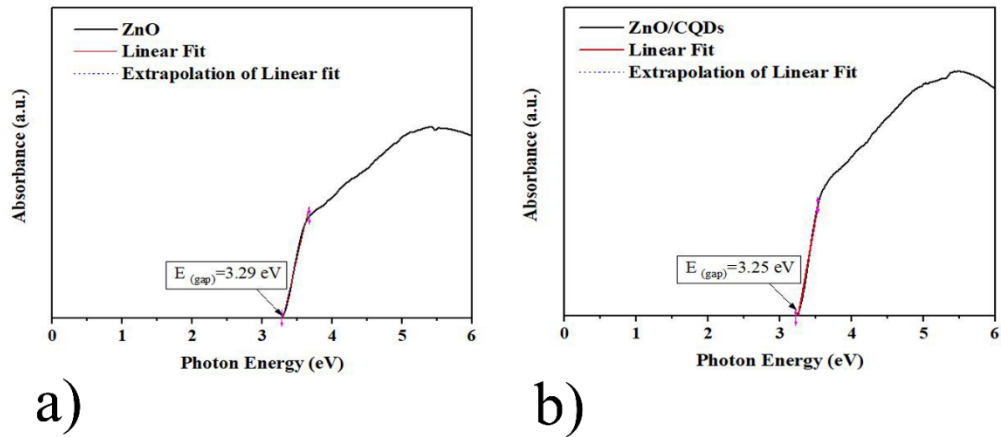 ZnO
Linear Fit
Extrapolation of Linear fit
Absorbance (a.u.)
E (gap)=3.29 eV
0 1 2 3 4 5 6
Photon Energy (eV)
a)
ZnO/CQDs
Linear Fit
Extrapolation of Linear Fit
Absorbance (a.u.)
E (gap)=3.25 eV
0 1 2 3 4 5 6
Photon Energy (eV)
b)